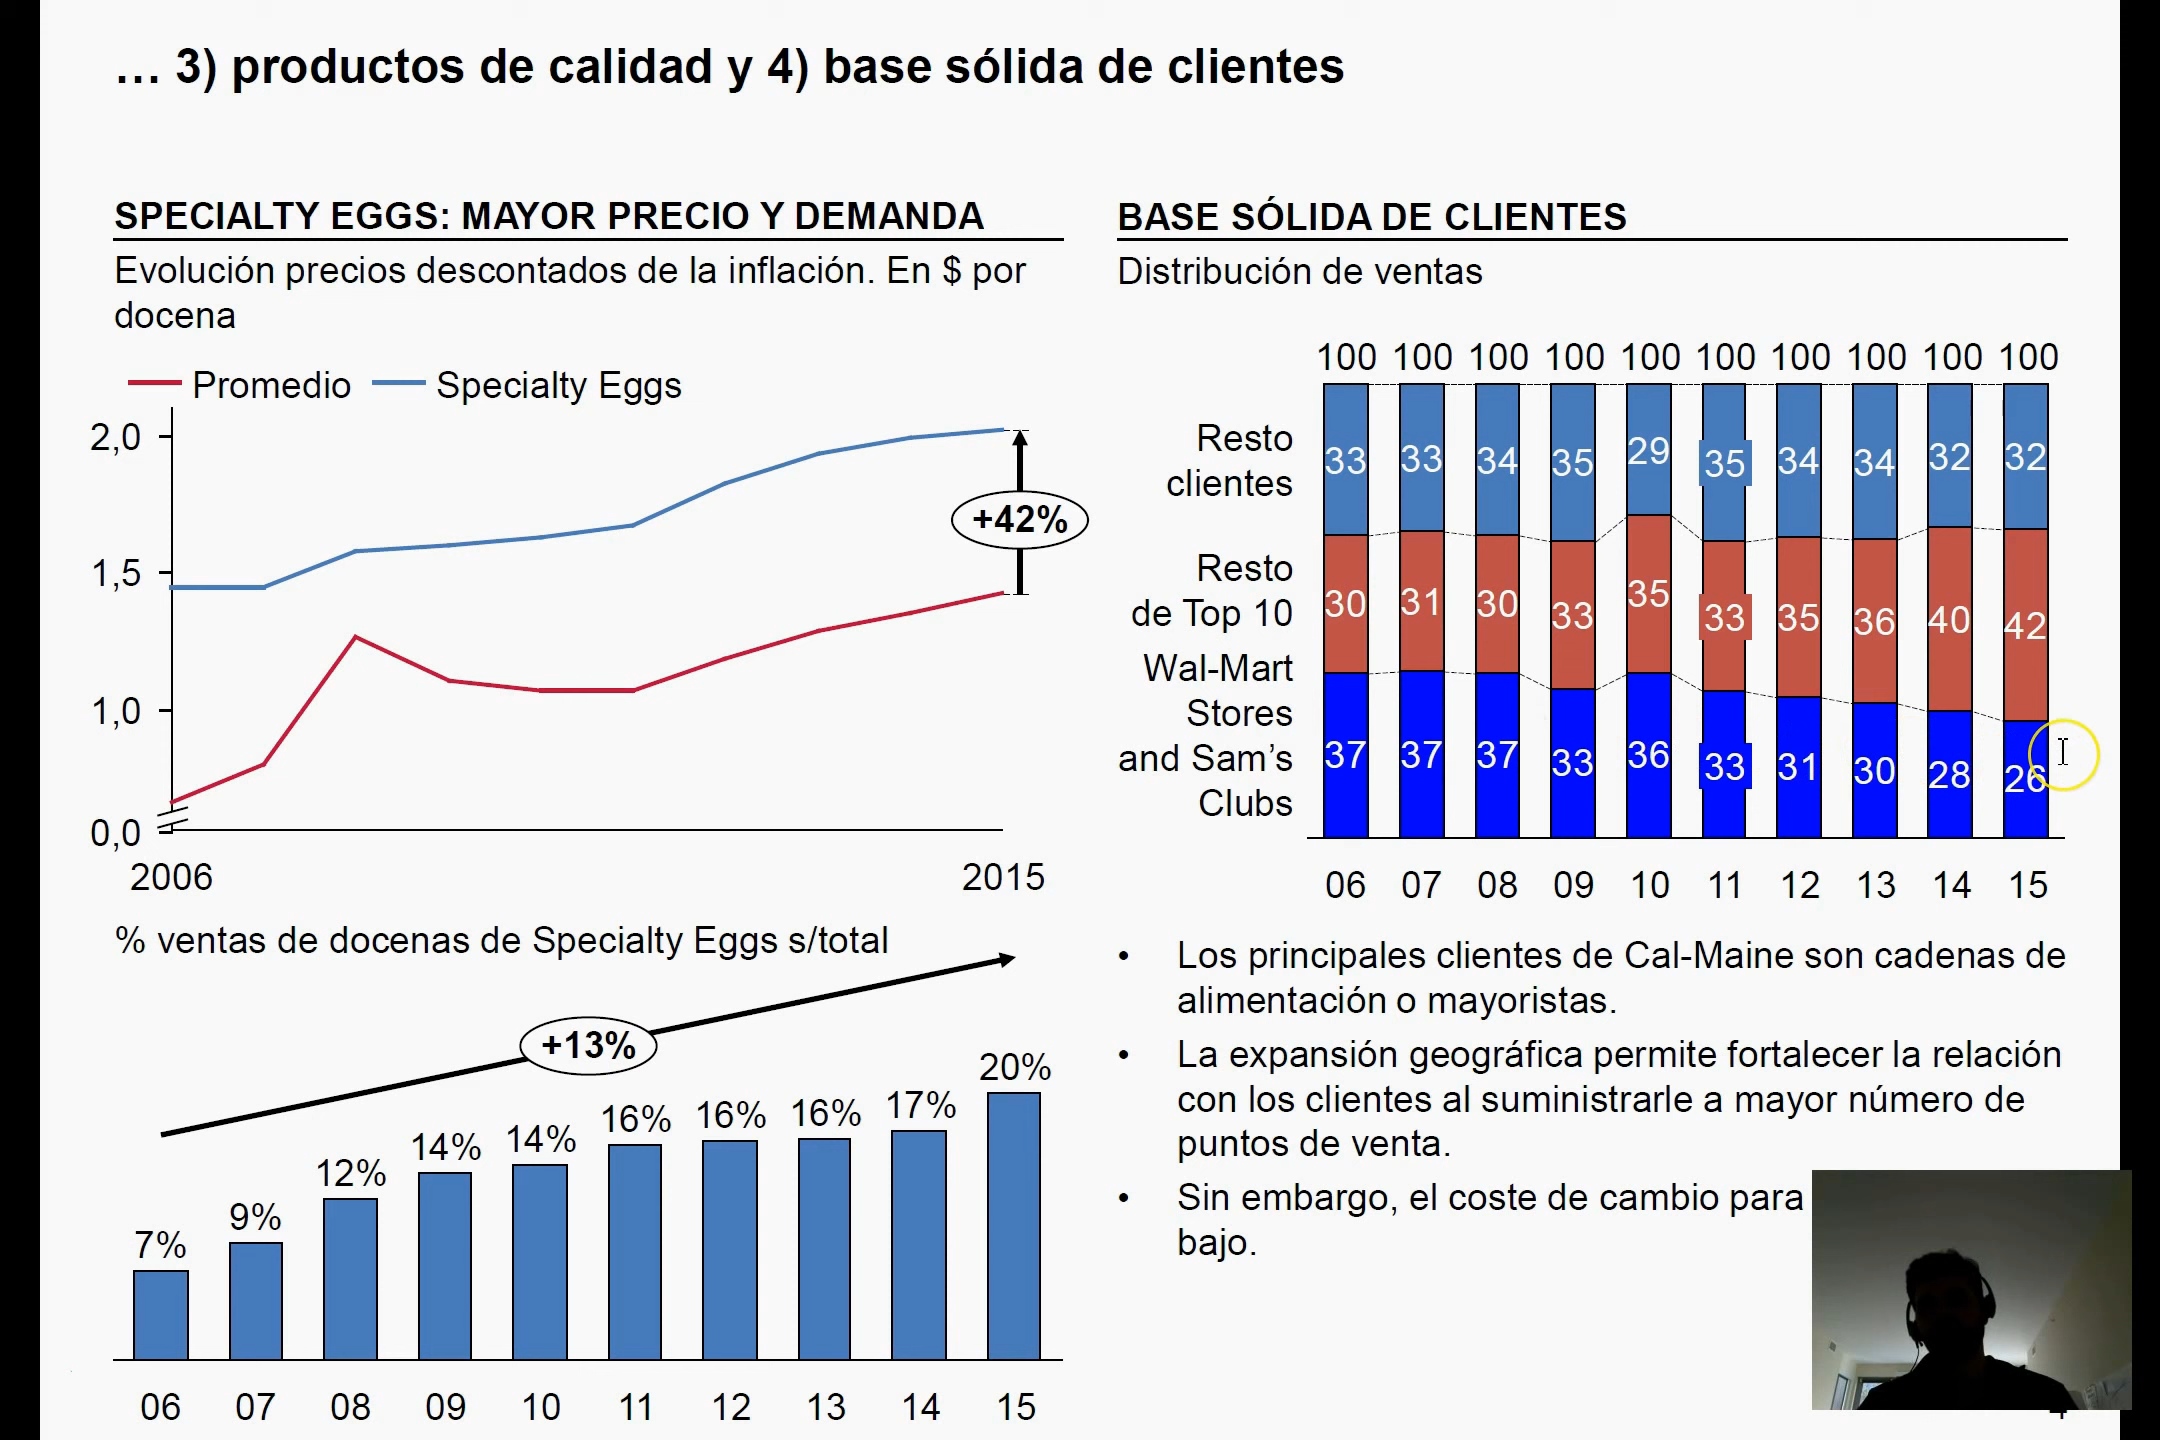 … 3) productos de calidad y 4) base sólida de clientes
SPECIALTY EGGS: MAYOR PRECIO Y DEMANDA
Evolución precios descontados de la inflación. En $ por
docena
Promedio Specialty Eggs
2,0
1,5
1,0
0,0
+42%
2006 2015
% ventas de docenas de Specialty Eggs s/total
+13%
7% 9% 12% 14% 14% 16% 16% 16% 17% 20%
06 07 08 09 10 11 12 13 14 15
BASE SÓLIDA DE CLIENTES
Distribución de ventas
100 100 100 100 100 100 100 100 100 100
Resto
clientes
33 33 34 35 29 35 34 34 32 32
Resto
de Top 10
30 31 30 33 35 33 35 36 40 42
Wal-Mart
Stores
and Sam’s
Clubs
37 37 37 33 36 33 31 30 28 26
06 07 08 09 10 11 12 13 14 15
• Los principales clientes de Cal-Maine son cadenas de
alimentación o mayoristas.
• La expansión geográfica permite fortalecer la relación
con los clientes al suministrarle a mayor número de
puntos de venta.
• Sin embargo, el coste de cambio para
bajo.